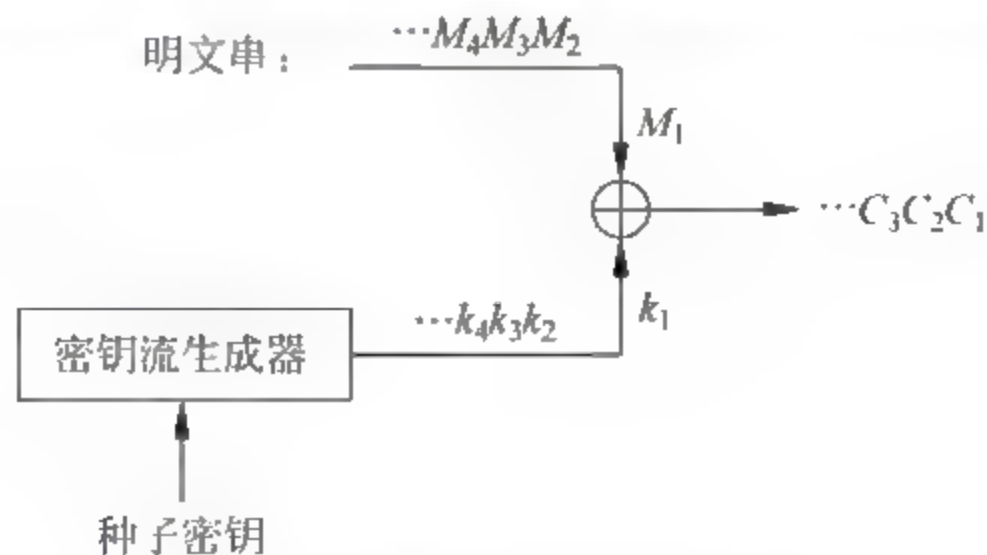 明文串：
…M₄M₃M₂
M₁
…C₃C₂C₁
…k₄k₃k₂
k₁
密钥流生成器
种子密钥